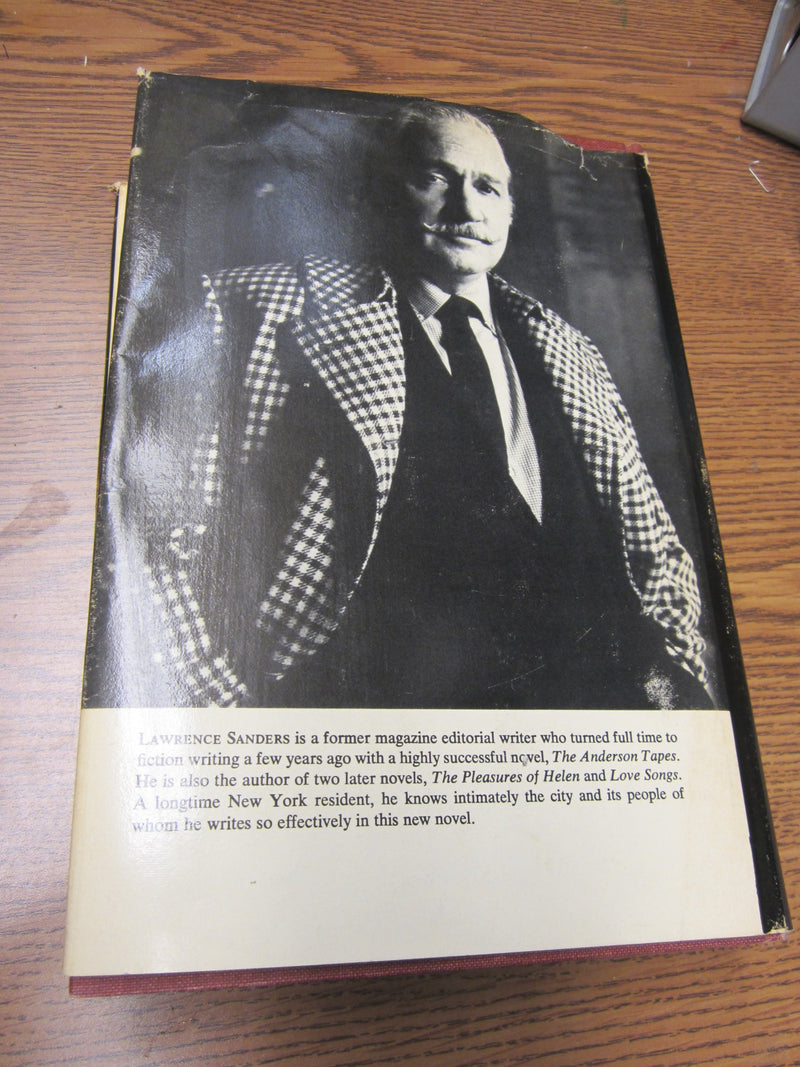 LAWRENCE SANDERS is a former magazine editorial writer who turned full time to
fiction writing a few years ago with a highly successful novel, The Anderson Tapes.
He is also the author of two later novels, The Pleasures of Helen and Love Songs.
A longtime New York resident, he knows intimately the city and its people of
whom he writes so effectively in this new novel.